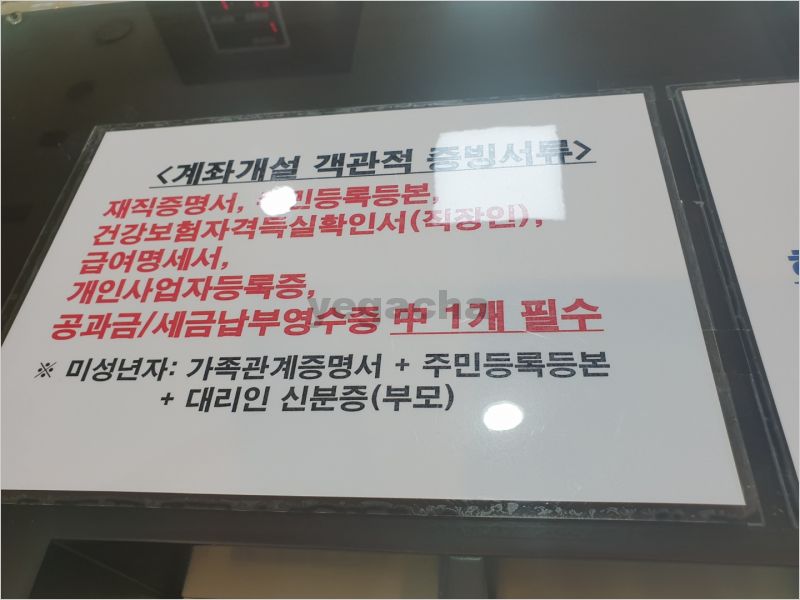 <계좌개설 객관적 증빙서류>
재직증명서, 주민등록등본,
건강보험자격득실확인서(직장인),
급여명세서,
개인사업자등록증,
yegacha
공과금/세금납부영수증 中 1개 필수
※ 미성년자: 가족관계증명서 + 주민등록등본
+ 대리인 신분증(부모)